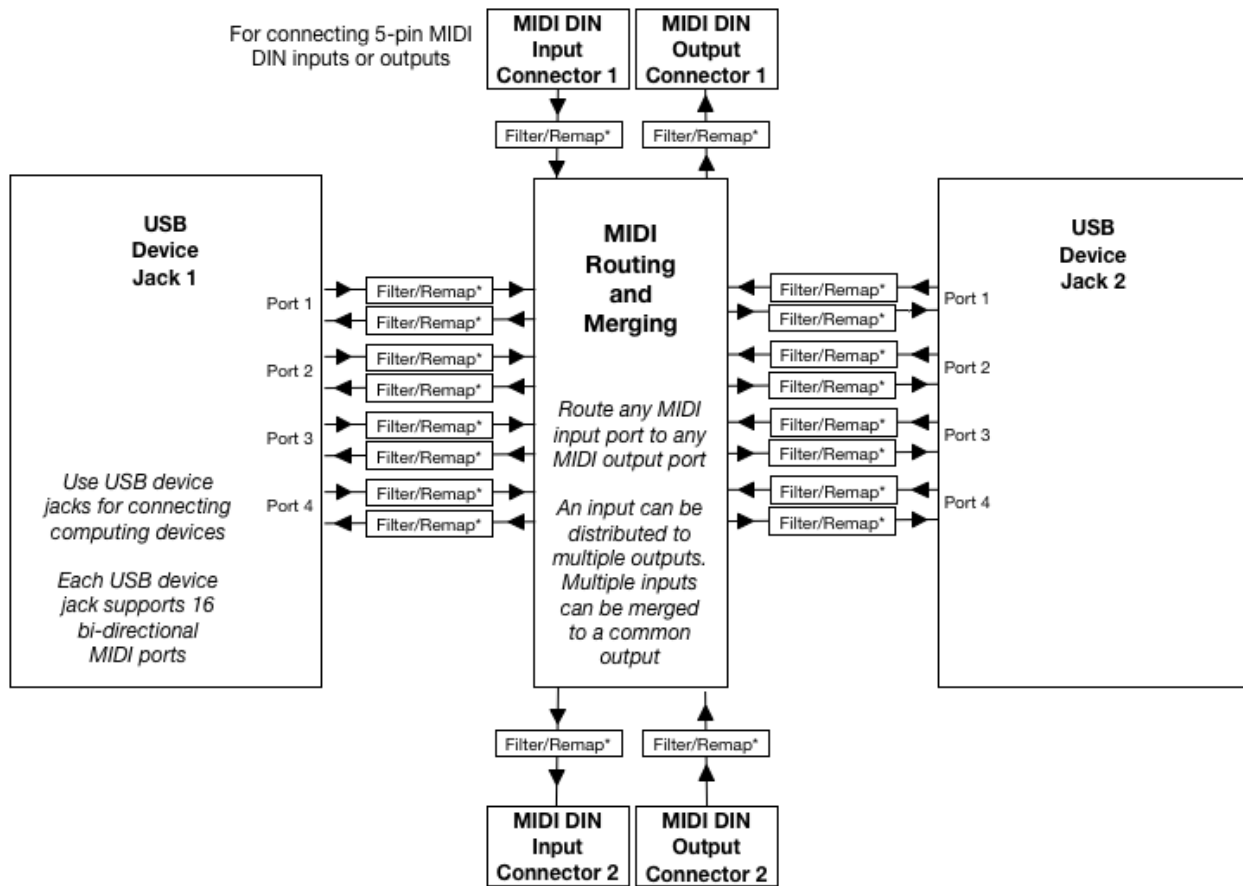 For connecting 5-pin MIDI
DIN inputs or outputs
MIDI DIN
Input
Connector 1
MIDI DIN
Output
Connector 1
Filter/Remap*
Filter/Remap*
USB
Device
Jack 1
Port 1
Port 2
Port 3
Port 4
Use USB device
jacks for connecting
computing devices
Each USB device
jack supports 16
bi-directional
MIDI ports
Filter/Remap*
Filter/Remap*
Filter/Remap*
Filter/Remap*
Filter/Remap*
Filter/Remap*
Filter/Remap*
Filter/Remap*
MIDI
Routing
and
Merging
Route any MIDI
input port to any
MIDI output port
An input can be
distributed to
multiple outputs.
Multiple inputs
can be merged
to a common
output
Filter/Remap*
Filter/Remap*
Filter/Remap*
Filter/Remap*
Filter/Remap*
Filter/Remap*
Filter/Remap*
Filter/Remap*
USB
Device
Jack 2
Port 1
Port 2
Port 3
Port 4
Filter/Remap*
Filter/Remap*
MIDI DIN
Input
Connector 2
MIDI DIN
Output
Connector 2